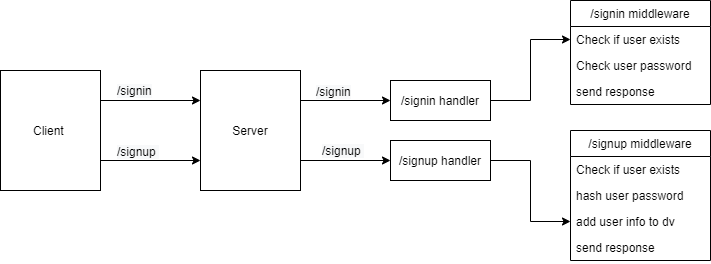 /signin middleware
Check if user exists
Check user password
send response
/signin
/signin
/signin handler
Client
Server
/signup
/signup
/signup handler
/signup middleware
Check if user exists
hash user password
add user info to dv
send response